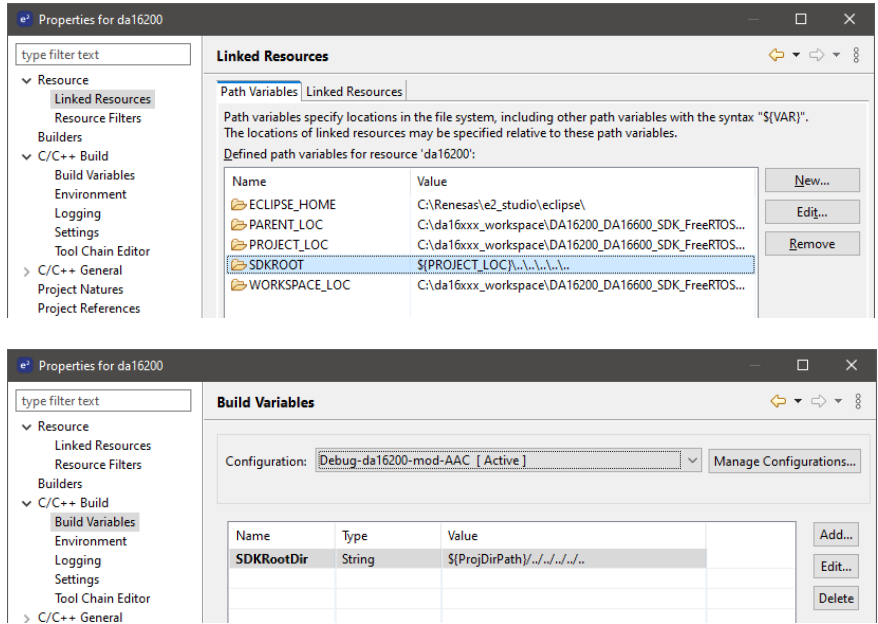 e² Properties for da16200
type filter text
Linked Resources
Resource
Linked Resources
Resource Filters
Builders
C/C++ Build
Build Variables
Environment
Logging
Settings
Tool Chain Editor
C/C++ General
Project Natures
Project References
Path Variables Linked Resources
Path variables specify locations in the file system, including other path variables with the syntax "${VAR}".
The locations of linked resources may be specified relative to these path variables.
Defined path variables for resource 'da16200':
Name Value
ECLIPSE_HOME C:\Renesas\e2_studio\eclipse\
PARENT_LOC C:\da16xxx_workspace\DA16200_DA16600_SDK_FreeRTOS...
PROJECT_LOC C:\da16xxx_workspace\DA16200_DA16600_SDK_FreeRTOS...
SDKROOT ${PROJECT_LOC}\..\..\..\..\..
WORKSPACE_LOC C:\da16xxx_workspace\DA16200_DA16600_SDK_FreeRTOS...
New...
Edit...
Remove
e² Properties for da16200
type filter text
Build Variables
Resource
Linked Resources
Resource Filters
Builders
C/C++ Build
Build Variables
Environment
Logging
Settings
Tool Chain Editor
C/C++ General
Configuration: Debug-da16200-mod-AAC [ Active ] Manage Configurations...
Name Type Value
SDKRootDir String ${ProjDirPath}/../../../../..
Add...
Edit...
Delete